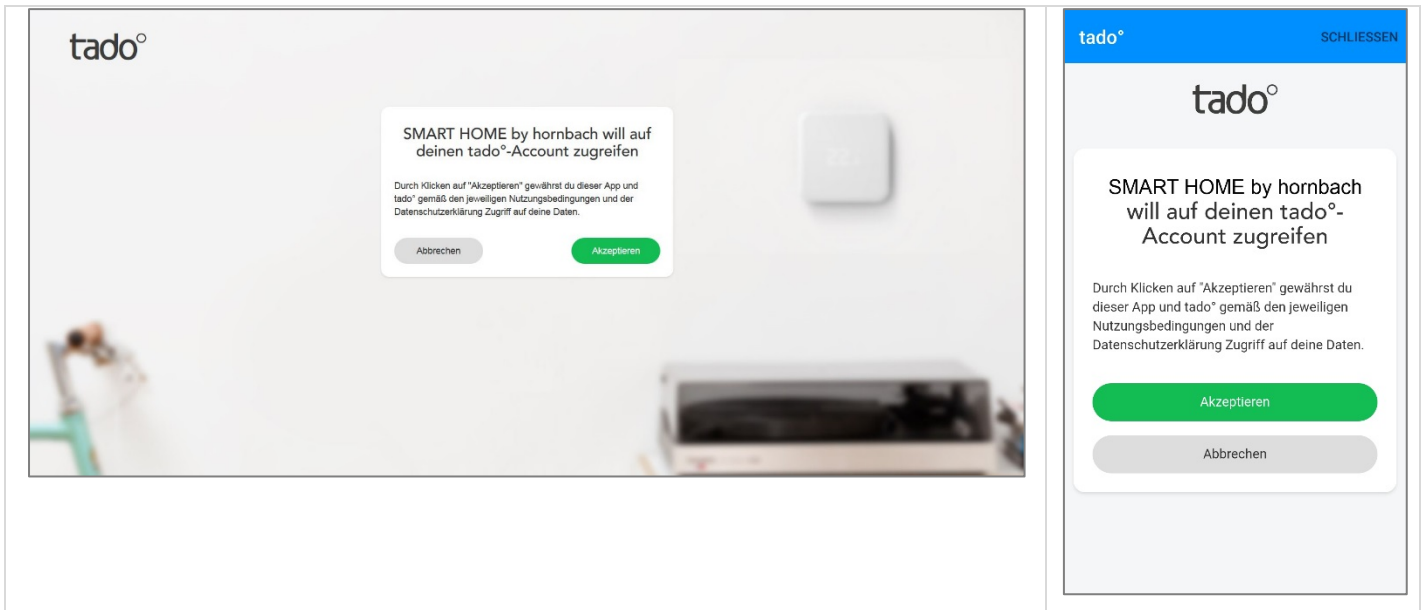 tado°
SMART HOME by hornbach will auf
deinen tado°-Account zugreifen
Durch Klicken auf "Akzeptieren" gewährst du dieser App und
tado° gemäß den jeweiligen Nutzungsbedingungen und der
Datenschutzerklärung Zugriff auf deine Daten.
Abbrechen
Akzeptieren
tado°
SCHLIESSEN
tado°
SMART HOME by hornbach
will auf deinen tado°-
Account zugreifen
Durch Klicken auf "Akzeptieren" gewährst du
dieser App und tado° gemäß den jeweiligen
Nutzungsbedingungen und der
Datenschutzerklärung Zugriff auf deine Daten.
Akzeptieren
Abbrechen